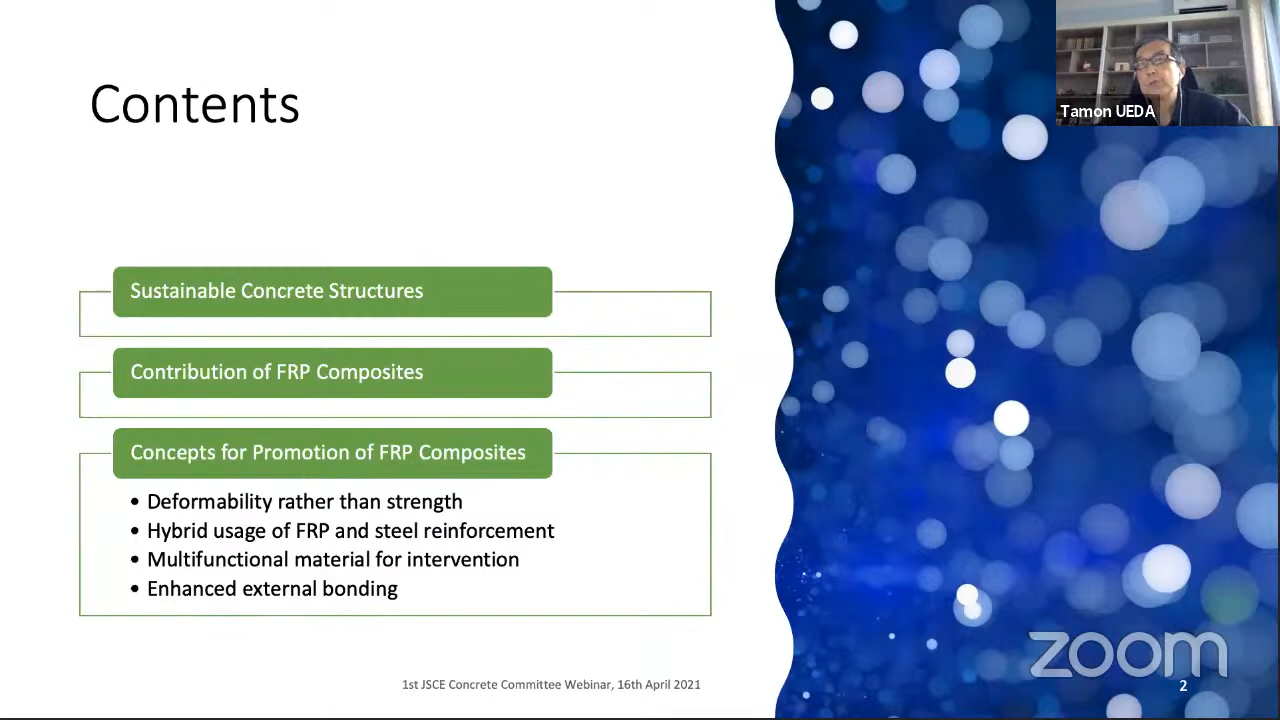 Contents
Tamon UEDA
Sustainable Concrete Structures
Contribution of FRP Composites
Concepts for Promotion of FRP Composites
• Deformability rather than strength
• Hybrid usage of FRP and steel reinforcement
• Multifunctional material for intervention
• Enhanced external bonding
zoom
1st JSCE Concrete Committee Webinar, 16th April 2021
2